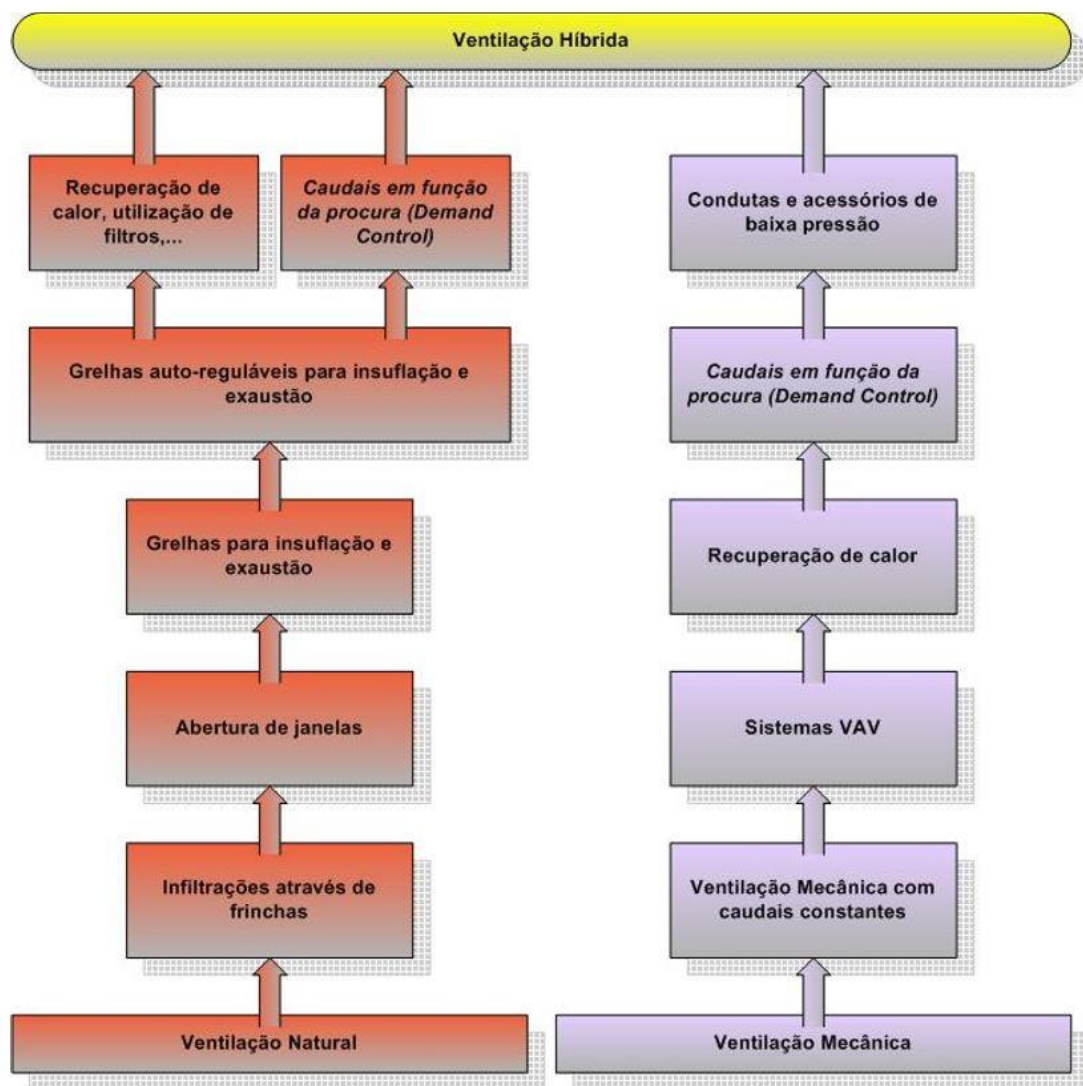 Ventilação Híbrida
Recuperação de
calor, utilização de
filtros,...
Caudais em função
da procura (Demand
Control)
Condutas e acessórios de
baixa pressão
Grelhas auto-reguláveis para insuflação e
exaustão
Caudais em função da
procura (Demand Control)
Grelhas para insuflação e
exaustão
Recuperação de calor
Abertura de janelas
Sistemas VAV
Infiltrações através de
frinchas
Ventilação Mecânica com
caudais constantes
Ventilação Natural
Ventilação Mecânica